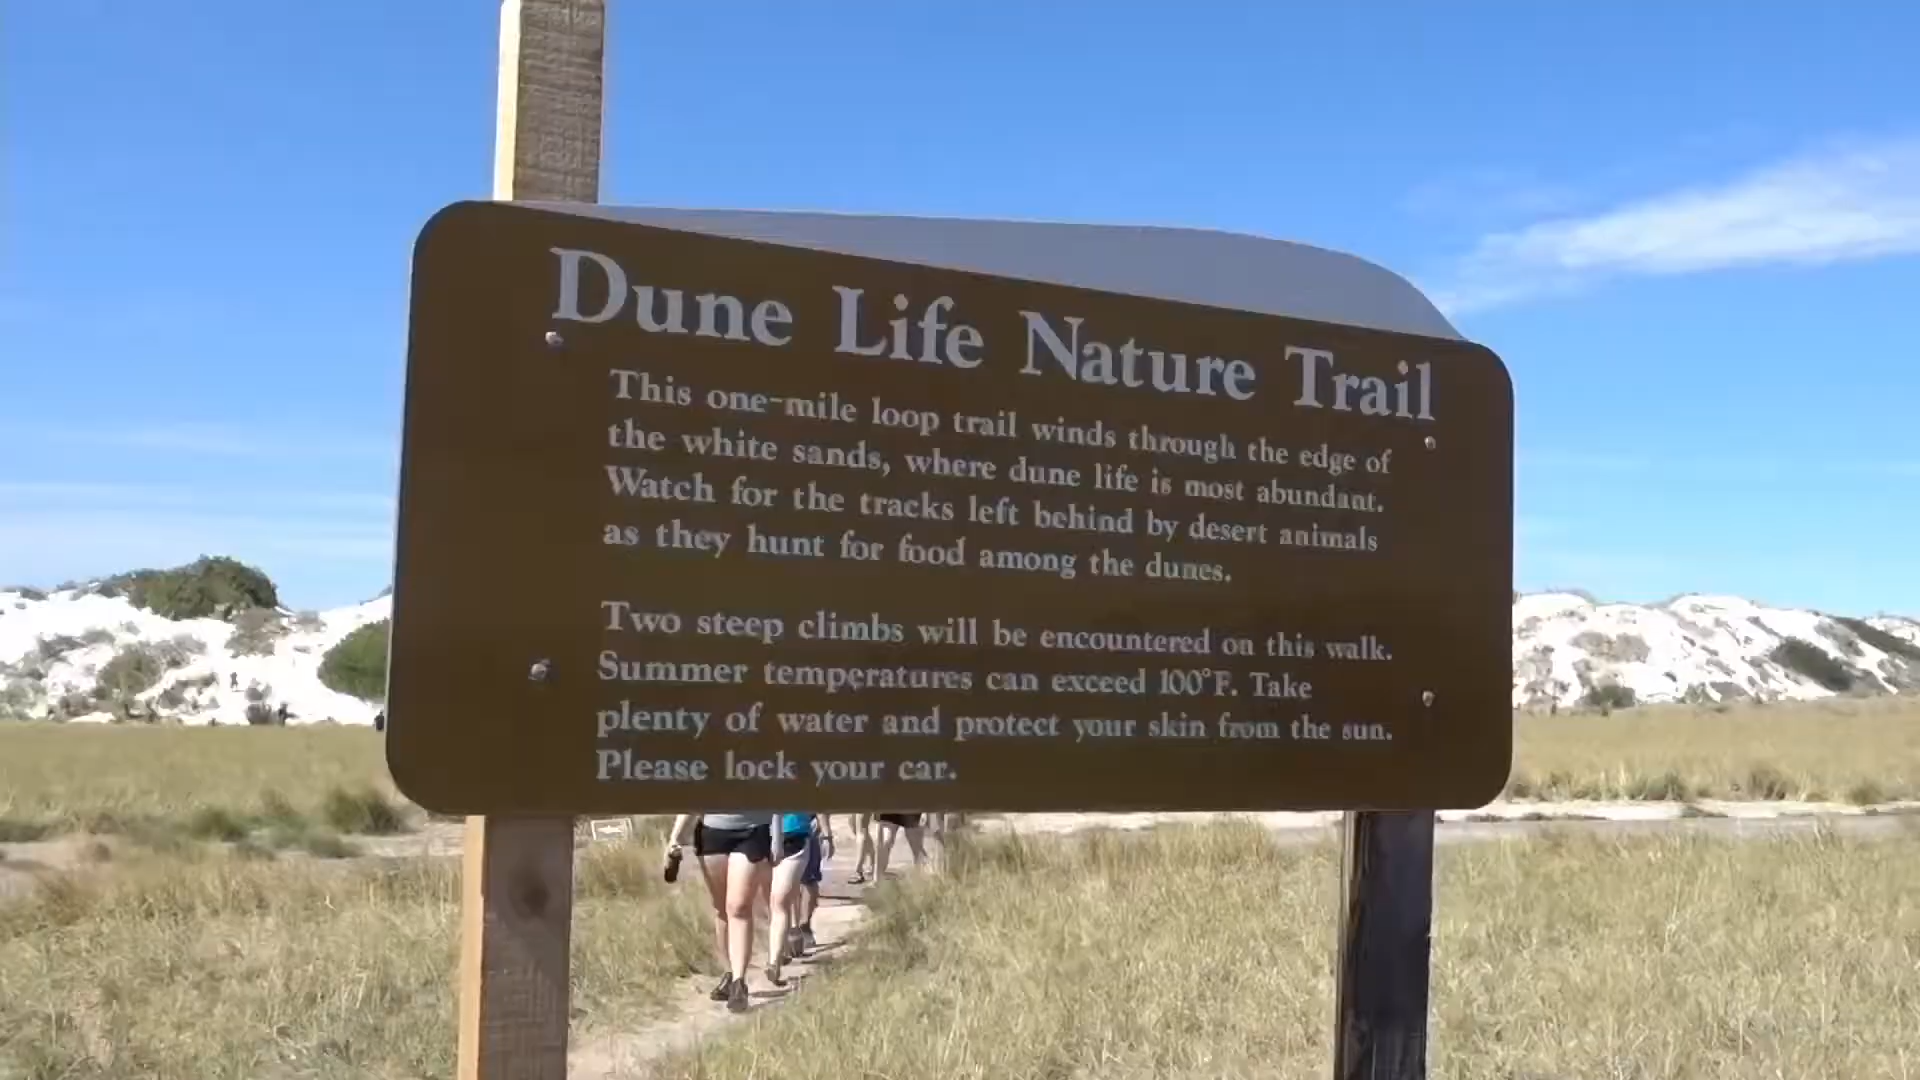 Dune Life Nature Trail
This one-mile loop trail winds through the edge of
the white sands, where dune life is most abundant.
Watch for the tracks left behind by desert animals
as they hunt for food among the dunes.
Two steep climbs will be encountered on this walk.
Summer temperatures can exceed 100°F. Take
plenty of water and protect your skin from the sun.
Please lock your car.